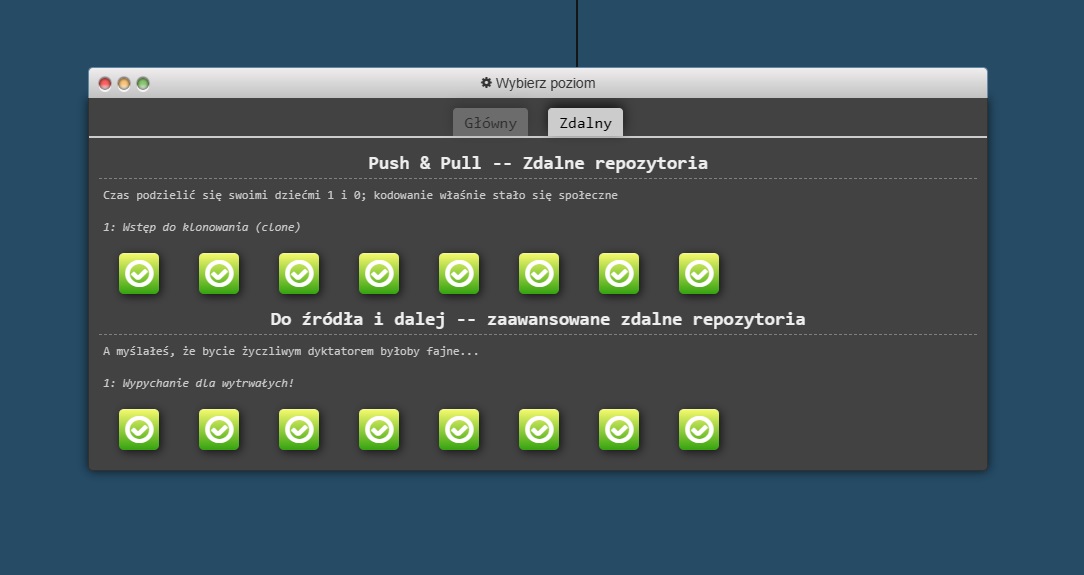 Wybierz poziom
Główny
Zdalny
Push & Pull -- Zdalne repozytoria
Czas podzielić się swoimi dziećmi 1 i 0; kodowanie właśnie stało się społeczne
1: Wstęp do klonowania (clone)
Do źródła i dalej -- zaawansowane zdalne repozytoria
A myślałeś, że bycie życzliwym dyktatorem byłoby fajne...
1: Wypychanie dla wytrwałych!